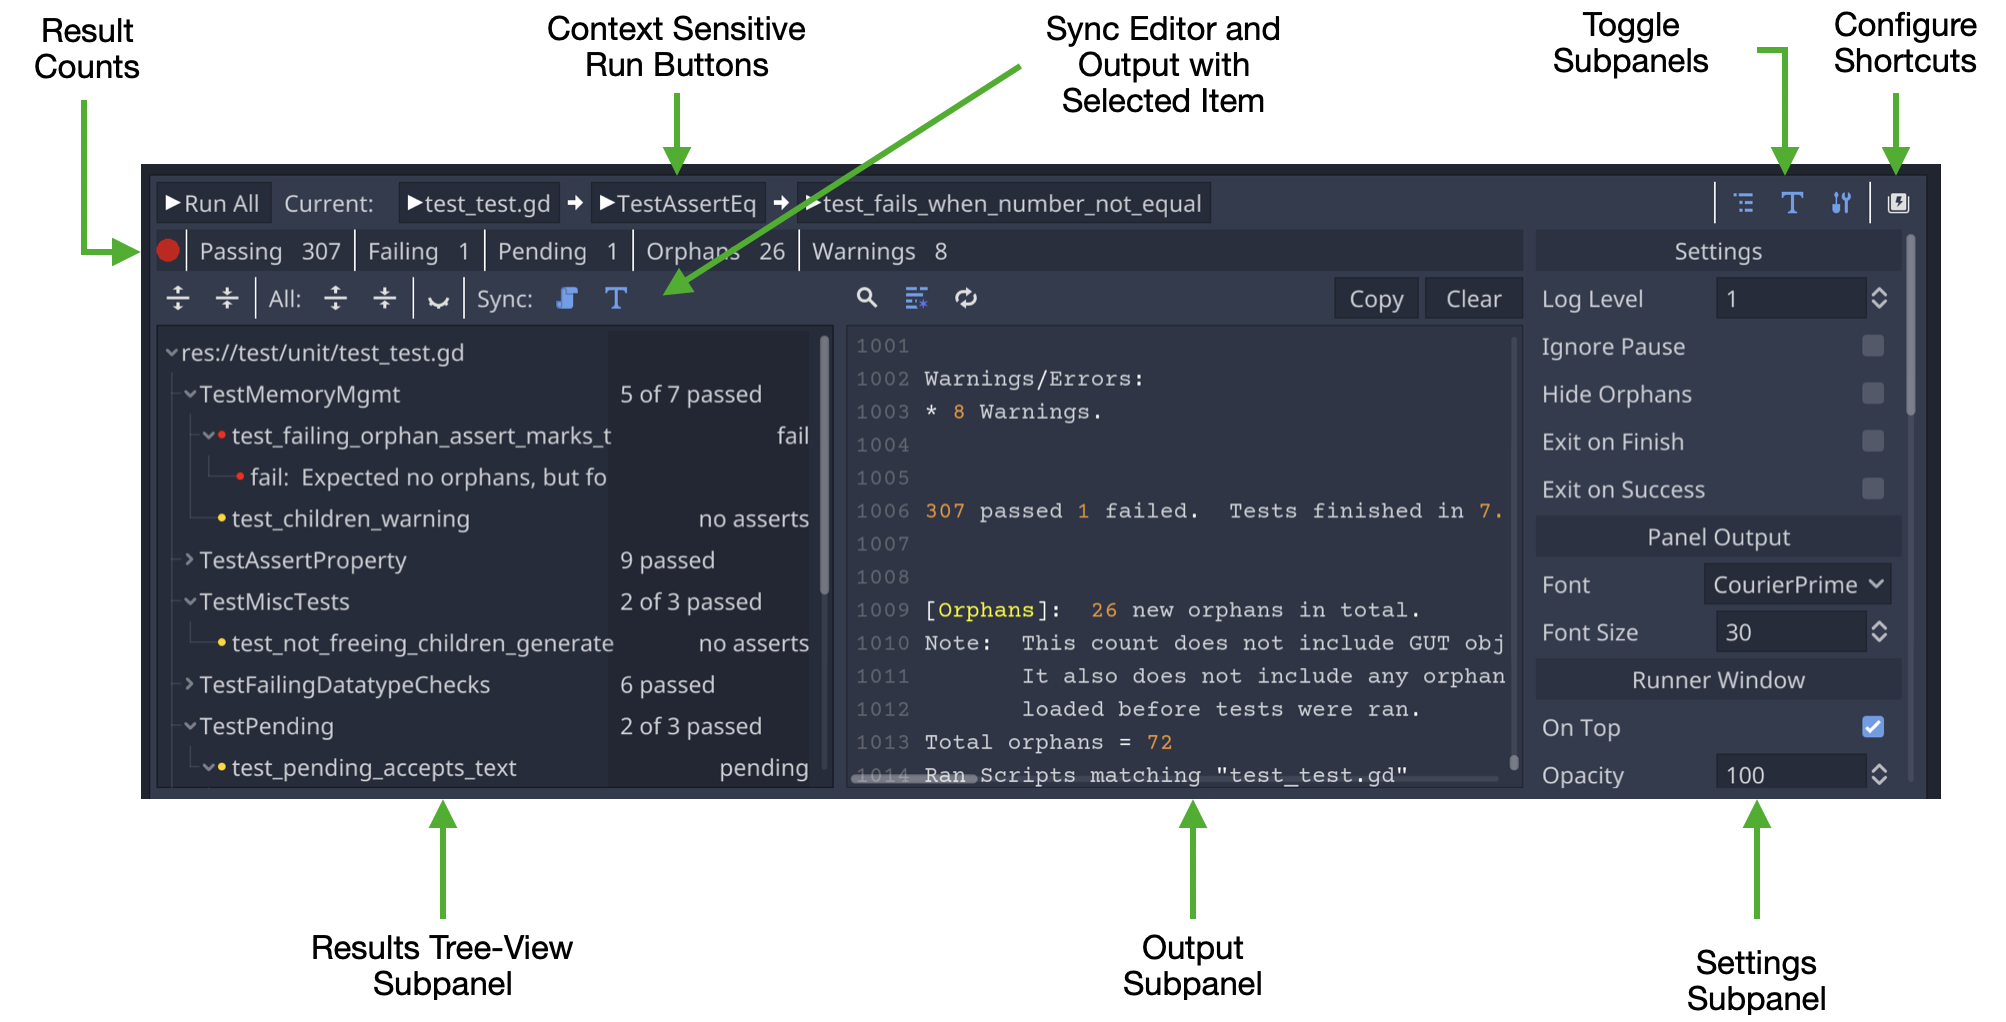 Result
Counts
Context Sensitive
Run Buttons
Sync Editor and
Output with
Selected Item
Toggle
Subpanels
Configure
Shortcuts
Run All Current: test_test.gd TestAssertEq test_fails_when_number_not_equal
Passing 307 Failing 1 Pending 1 Orphans 26 Warnings 8
All: Sync:
res://test/unit/test_test.gd
TestMemoryMgmt 5 of 7 passed
test_failing_orphan_assert_marks_t fail
fail: Expected no orphans, but fo
test_children_warning no asserts
TestAssertProperty 9 passed
TestMiscTests 2 of 3 passed
test_not_freeing_children_generate no asserts
TestFailingDatatypeChecks 6 passed
TestPending 2 of 3 passed
test_pending_accepts_text pending
Copy Clear
1001
1002 Warnings/Errors:
1003 * 8 Warnings.
1004
1005
1006 307 passed 1 failed. Tests finished in 7.
1007
1008
1009 [Orphans]: 26 new orphans in total.
1010 Note: This count does not include GUT obj
1011 It also does not include any orphan
1012 loaded before tests were ran.
1013 Total orphans = 72
1014 Ran Scripts matching "test_test.gd"
Settings
Log Level 1
Ignore Pause
Hide Orphans
Exit on Finish
Exit on Success
Panel Output
Font CourierPrime
Font Size 30
Runner Window
On Top
Opacity 100
Results Tree-View
Subpanel
Output
Subpanel
Settings
Subpanel